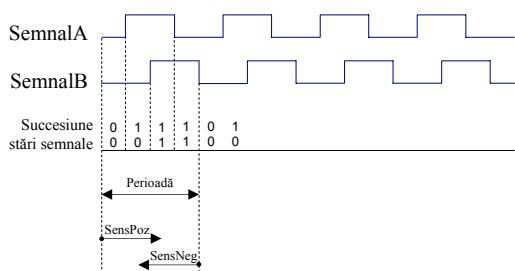 SemnalA
SemnalB
Succesiune 0 1 1 1 0 1
stări semnale 0 0 1 1 0 0
Perioadă
SensPoz
SensNeg